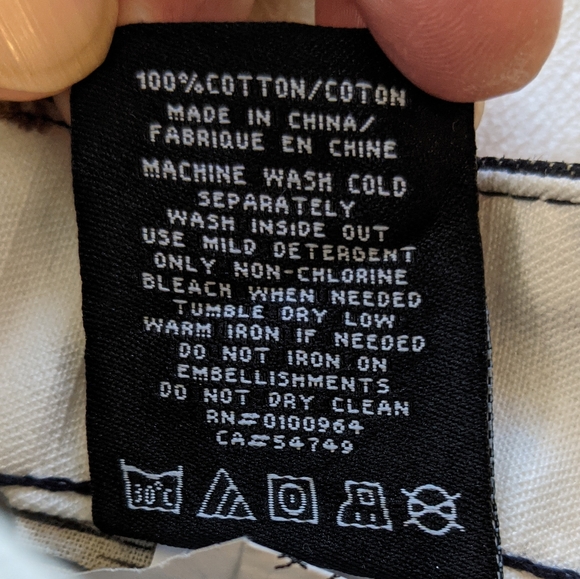 100%COTTON/COTON
MADE IN CHINA/
FABRIQUE EN CHINE
MACHINE WASH COLD
SEPARATELY
WASH INSIDE OUT
USE MILD DETERGENT
ONLY NON-CHLORINE
BLEACH WHEN NEEDED
TUMBLE DRY LOW
WARM IRON IF NEEDED
DO NOT IRON ON
EMBELLISHMENTS
DO NOT DRY CLEAN
RN#0100964
CA#54749
30°C